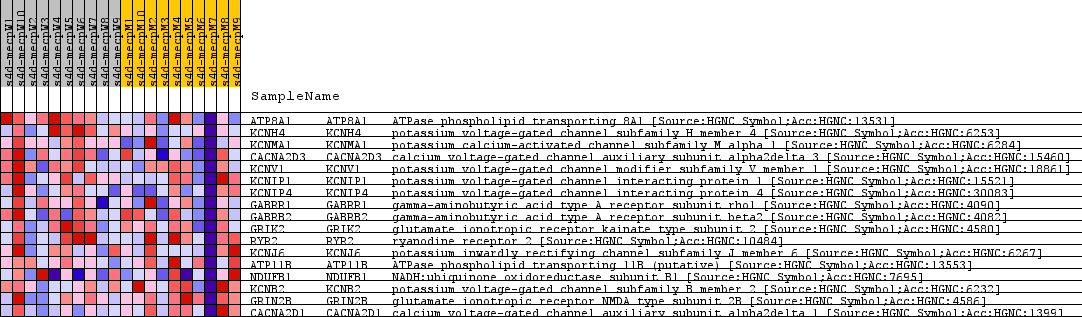 s4d-mecpW1
s4d-mecpW10
s4d-mecpW2
s4d-mecpW3
s4d-mecpW4
s4d-mecpW5
s4d-mecpW6
s4d-mecpW7
s4d-mecpW8
s4d-mecpW9
s4d-mecpM1
s4d-mecpM10
s4d-mecpM2
s4d-mecpM3
s4d-mecpM4
s4d-mecpM5
s4d-mecpM6
s4d-mecpM7
s4d-mecpM8
s4d-mecpM9
SampleName
ATP8A1 ATP8A1 ATPase phospholipid transporting 8A1 [Source:HGNC Symbol;Acc:HGNC:13531]
KCNH4 KCNH4 potassium voltage-gated channel subfamily H member 4 [Source:HGNC Symbol;Acc:HGNC:6253]
KCNMA1 KCNMA1 potassium calcium-activated channel subfamily M alpha 1 [Source:HGNC Symbol;Acc:HGNC:6284]
CACNA2D3 CACNA2D3 calcium voltage-gated channel auxiliary subunit alpha2delta 3 [Source:HGNC Symbol;Acc:HGNC:15460]
KCNV1 KCNV1 potassium voltage-gated channel modifier subfamily V member 1 [Source:HGNC Symbol;Acc:HGNC:18861]
KCNIP1 KCNIP1 potassium voltage-gated channel interacting protein 1 [Source:HGNC Symbol;Acc:HGNC:15521]
KCNIP4 KCNIP4 potassium voltage-gated channel interacting protein 4 [Source:HGNC Symbol;Acc:HGNC:30083]
GABRR1 GABRR1 gamma-aminobutyric acid type A receptor subunit rho1 [Source:HGNC Symbol;Acc:HGNC:4090]
GABRB2 GABRB2 gamma-aminobutyric acid type A receptor subunit beta2 [Source:HGNC Symbol;Acc:HGNC:4082]
GRIK2 GRIK2 glutamate ionotropic receptor kainate type subunit 2 [Source:HGNC Symbol;Acc:HGNC:4580]
RYR2 RYR2 ryanodine receptor 2 [Source:HGNC Symbol;Acc:HGNC:10484]
KCNJ6 KCNJ6 potassium inwardly rectifying channel subfamily J member 6 [Source:HGNC Symbol;Acc:HGNC:6267]
ATP11B ATP11B ATPase phospholipid transporting 11B (putative) [Source:HGNC Symbol;Acc:HGNC:13553]
NDUFB1 NDUFB1 NADH:ubiquinone oxidoreductase subunit B1 [Source:HGNC Symbol;Acc:HGNC:7695]
KCNB2 KCNB2 potassium voltage-gated channel subfamily B member 2 [Source:HGNC Symbol;Acc:HGNC:6232]
GRIN2B GRIN2B glutamate ionotropic receptor NMDA type subunit 2B [Source:HGNC Symbol;Acc:HGNC:4586]
CACNA2D1 CACNA2D1 calcium voltage-gated channel auxiliary subunit alpha2delta 1 [Source:HGNC Symbol;Acc:HGNC:1399]